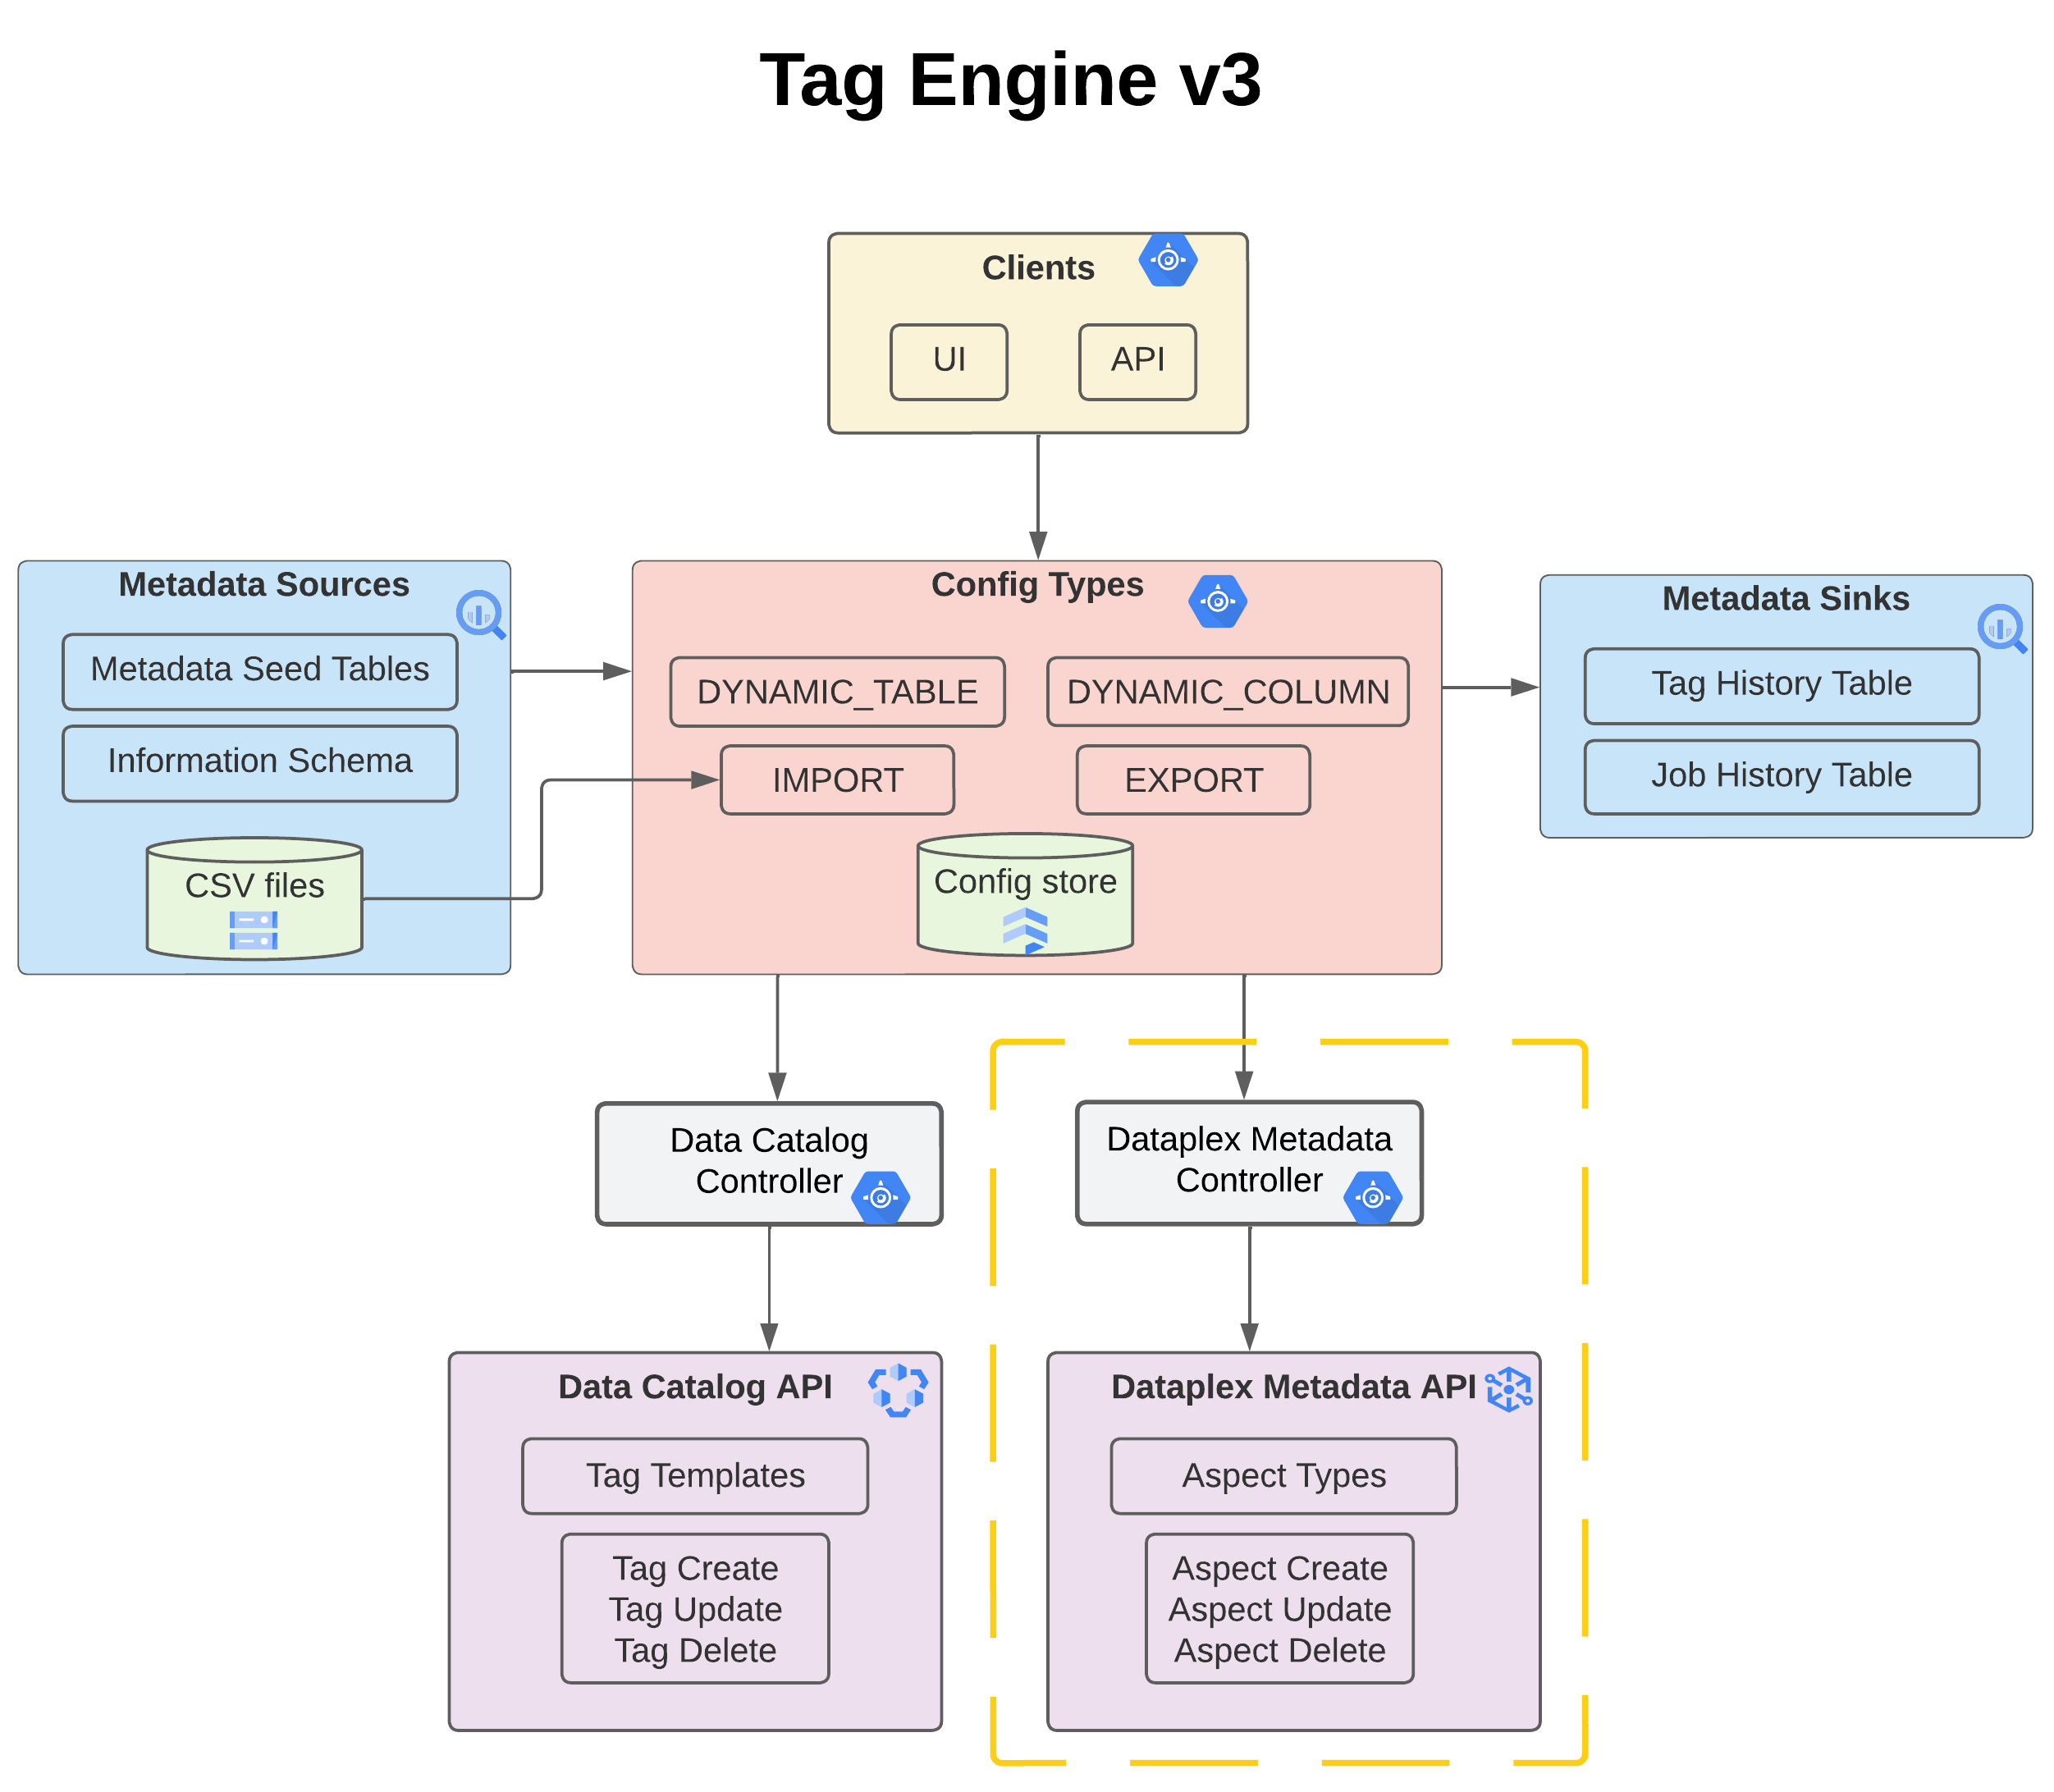 Tag Engine v3
Clients
UI
API
Metadata Sources
Metadata Seed Tables
Information Schema
CSV files
Config Types
DYNAMIC_TABLE
DYNAMIC_COLUMN
IMPORT
EXPORT
Config store
Metadata Sinks
Tag History Table
Job History Table
Data Catalog
Controller
Dataplex Metadata
Controller
Data Catalog API
Tag Templates
Tag Create
Tag Update
Tag Delete
Dataplex Metadata API
Aspect Types
Aspect Create
Aspect Update
Aspect Delete